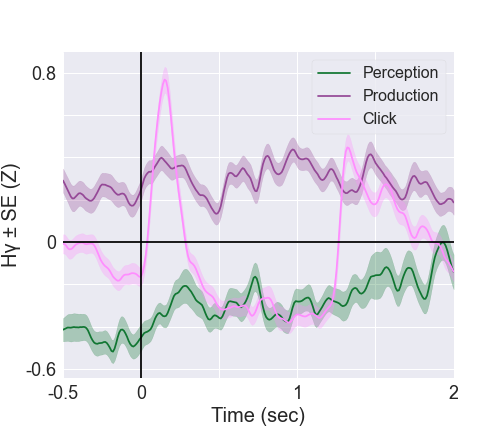 Perception
Production
Click
0.8
0
-0.6
Hγ ± SE (Z)
-0.5
0
1
2
Time (sec)